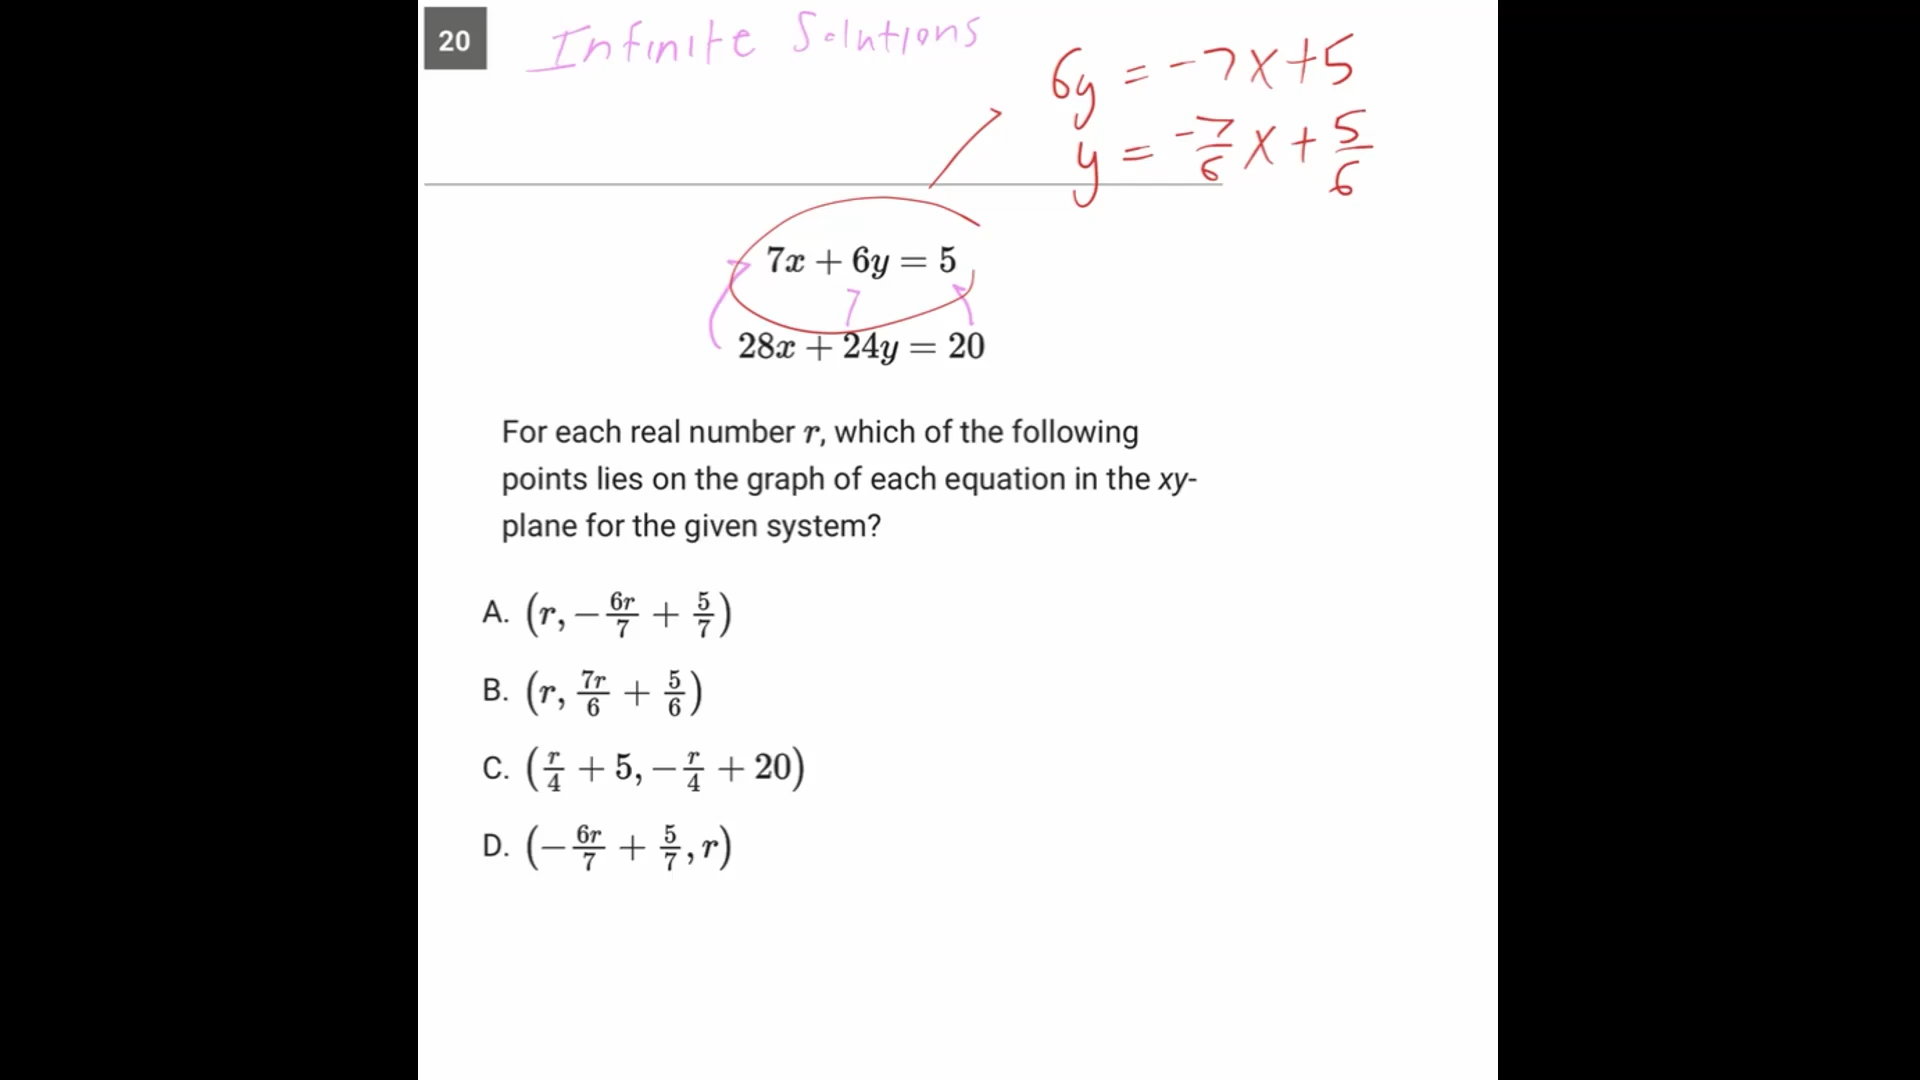 20
Infinite Solutions
6y = -7x+5
y = -7/6 x + 5/6
7x + 6y = 5
28x + 24y = 20
For each real number r, which of the following
points lies on the graph of each equation in the xy-
plane for the given system?
A. (r, −6r/7 + 5/7)
B. (r, 7r/6 + 5/6)
C. (r/4 + 5, −r/4 + 20)
D. (−6r/7 + 5/7, r)